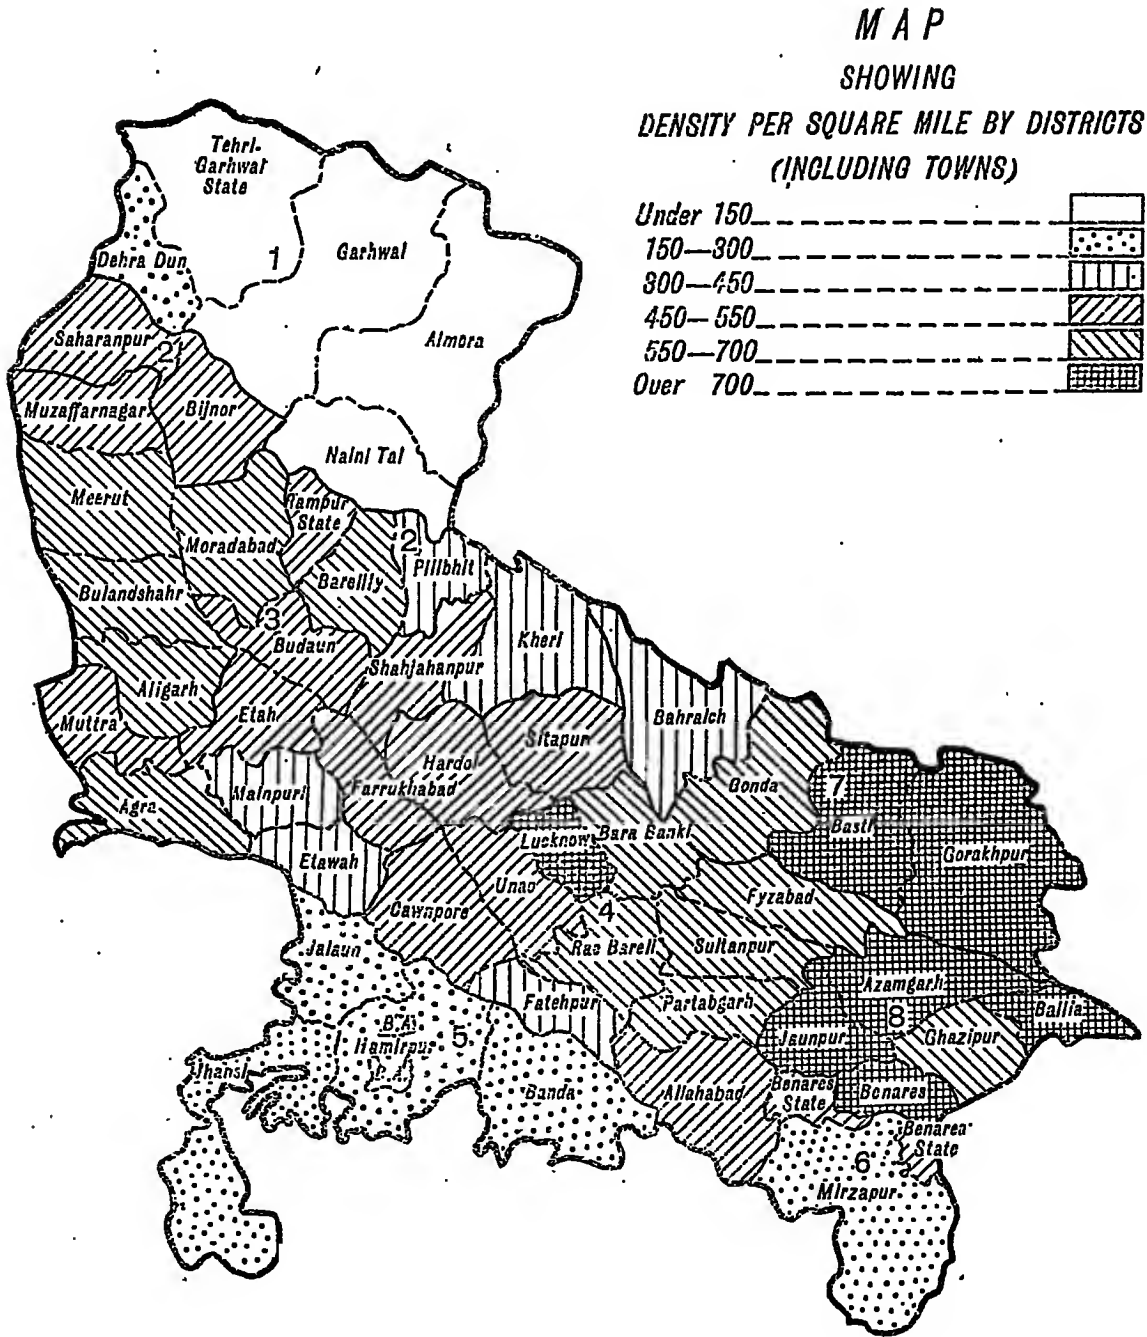 MAP
SHOWING
DENSITY PER SQUARE MILE BY DISTRICTS
(INCLUDING TOWNS)
Under 150
150—300
300—450
450—550
550—700
Over 700
Tehri-
Garhwal
State
Dehra Dun
1
Garhwal
Almora
Saharanpur
2
Muzaffarnagar
Bijnor
Naini Tal
Meerut
Rampur
State
Moradabad
2
Pilibhit
Bareilly
Bulandshahr
3
Budaun
Kheri
Shahjahanpur
Aligarh
Muttra
Etah
Bahraich
Sitapur
Hardoi
Mainpuri
Farrukhabad
Gonda
7
Agra
Basti
Bara Banki
Lucknow
Gorakhpur
Etawah
Unao
Fyzabad
Cawnpore
4
Jalaun
Rae Bareli
Sultanpur
Azamgarh
Fatehpur
Partabgarh
Ballia
B.A
8
Hamirpur
5
Jaunpur
Ghazipur
Jhansi
Banda
Allahabad
Benares
State
Benares
Benares
State
6
Mirzapur